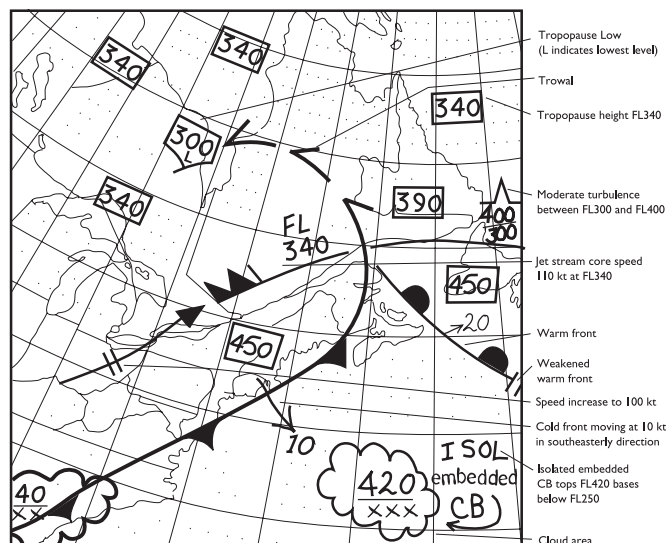 340
340
340
300
L
340
390
400
300
FL
340
450
450
20
10
40
XX
420
XXX
ISOL
embedded
CB
Tropopause Low
(L indicates lowest level)
Trowal
Tropopause height FL340
Moderate turbulence
between FL300 and FL400
Jet stream core speed
110 kt at FL340
Warm front
Weakened
warm front
Speed increase to 100 kt
Cold front moving at 10 kt
in southeasterly direction
Isolated embedded
CB tops FL420 bases
below FL250
Cloud area